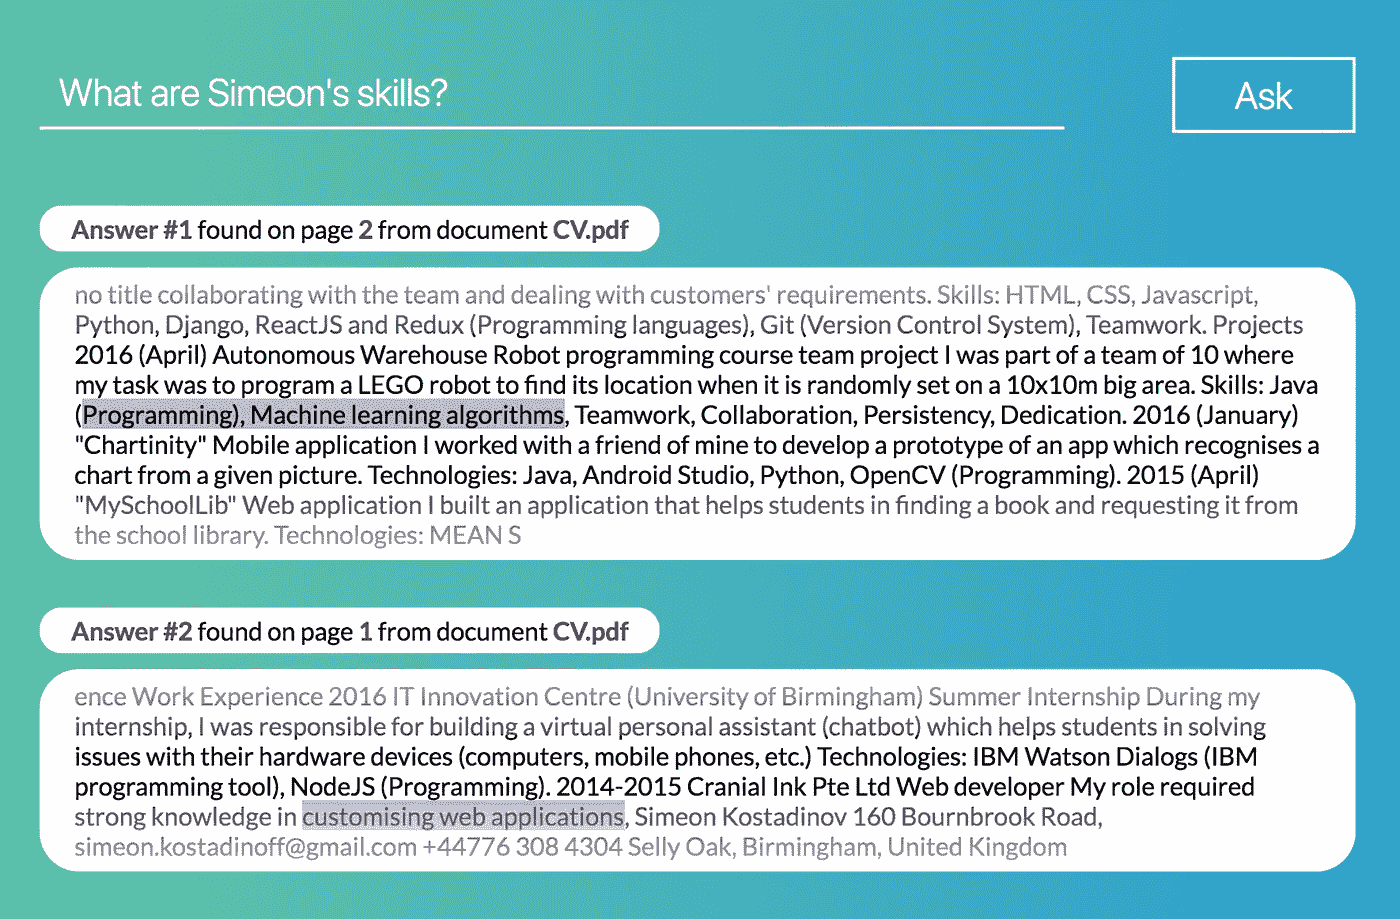 What are Simeon's skills?
Ask
Answer #1 found on page 2 from document CV.pdf
no title collaborating with the team and dealing with customers' requirements. Skills: HTML, CSS, Javascript,
Python, Django, ReactJS and Redux (Programming languages), Git (Version Control System), Teamwork. Projects
2016 (April) Autonomous Warehouse Robot programming course team project I was part of a team of 10 where
my task was to program a LEGO robot to find its location when it is randomly set on a 10x10m big area. Skills: Java
(Programming), Machine learning algorithms, Teamwork, Collaboration, Persistency, Dedication. 2016 (January)
"Chartinity" Mobile application I worked with a friend of mine to develop a prototype of an app which recognises a
chart from a given picture. Technologies: Java, Android Studio, Python, OpenCV (Programming). 2015 (April)
"MySchoolLib" Web application I built an application that helps students in finding a book and requesting it from
the school library. Technologies: MEAN S
Answer #2 found on page 1 from document CV.pdf
ence Work Experience 2016 IT Innovation Centre (University of Birmingham) Summer Internship During my
internship, I was responsible for building a virtual personal assistant (chatbot) which helps students in solving
issues with their hardware devices (computers, mobile phones, etc.) Technologies: IBM Watson Dialogs (IBM
programming tool), NodeJS (Programming). 2014-2015 Cranial Ink Pte Ltd Web developer My role required
strong knowledge in customising web applications, Simeon Kostadinov 160 Bournbrook Road,
simeon.kostadinoff@gmail.com +44776 308 4304 Selly Oak, Birmingham, United Kingdom